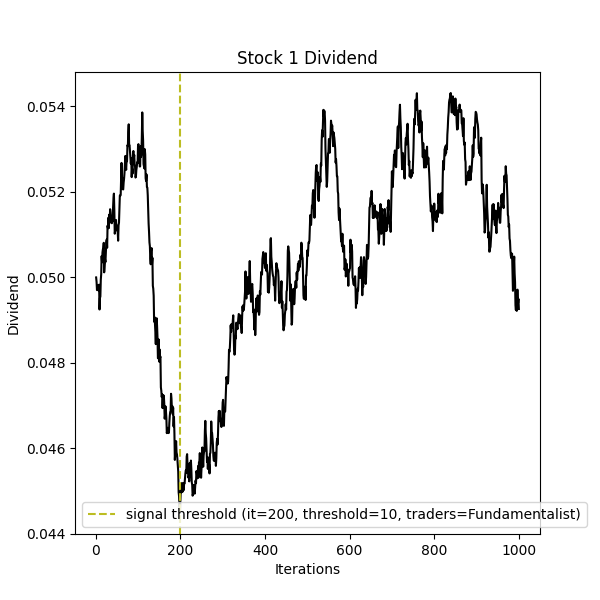 Stock 1 Dividend
0.054
0.052
0.050
0.048
0.046
0.044
Dividend
signal threshold (it=200, threshold=10, traders=Fundamentalist)
0 200 400 600 800 1000
Iterations